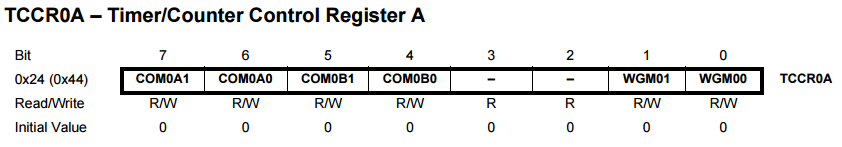 TCCR0A – Timer/Counter Control Register A
Bit 7 6 5 4 3 2 1 0
0x24 (0x44) COM0A1 COM0A0 COM0B1 COM0B0 – – WGM01 WGM00 TCCR0A
Read/Write R/W R/W R/W R/W R R R/W R/W
Initial Value 0 0 0 0 0 0 0 0